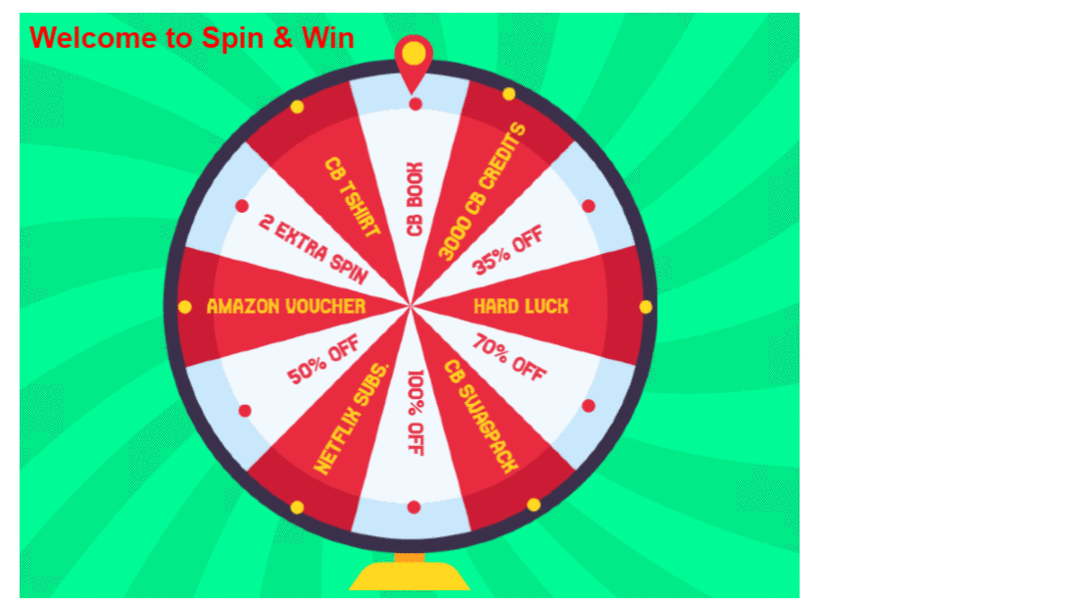 Welcome to Spin & Win
CB BOOK
3000 CB CREDITS
35% OFF
HARD LUCK
70% OFF
CB SWAGPACK
100% OFF
NETFLIX SUBS.
50% OFF
AMAZON VOUCHER
2 EXTRA SPIN
CB TSHIRT